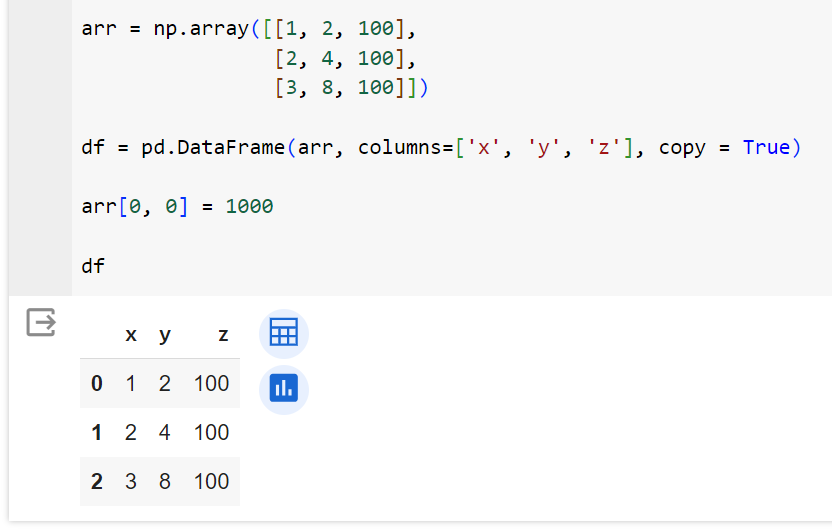 arr = np.array([[1, 2, 100],
[2, 4, 100],
[3, 8, 100]])
df = pd.DataFrame(arr, columns=['x', 'y', 'z'], copy = True)
arr[0, 0] = 1000
df
x y z
0 1 2 100
1 2 4 100
2 3 8 100